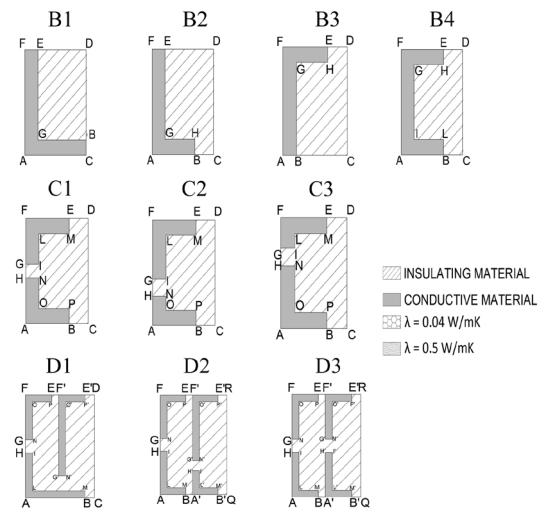 B1 B2 B3 B4
F E D F E D F E D F E D
G H G H
G B G H I L
A C A B C A B C A B C
C1 C2 C3
F E D F E D F E D
L M L M L M
G I G I G I
H N H N H N
O P O P O P
A B C A B C A B C
INSULATING MATERIAL
CONDUCTIVE MATERIAL
λ = 0.04 W/mK
λ = 0.5 W/mK
D1 D2 D3
F E F' E' D F E F' E' R F E F' E' R
O P O' P' O P O' P' O P O' P'
G N G N G N G' N'
H I H I H I H' I'
G' N' G' N'
H' I'
L M L M
A B C A B A' B' Q A B A' B' Q